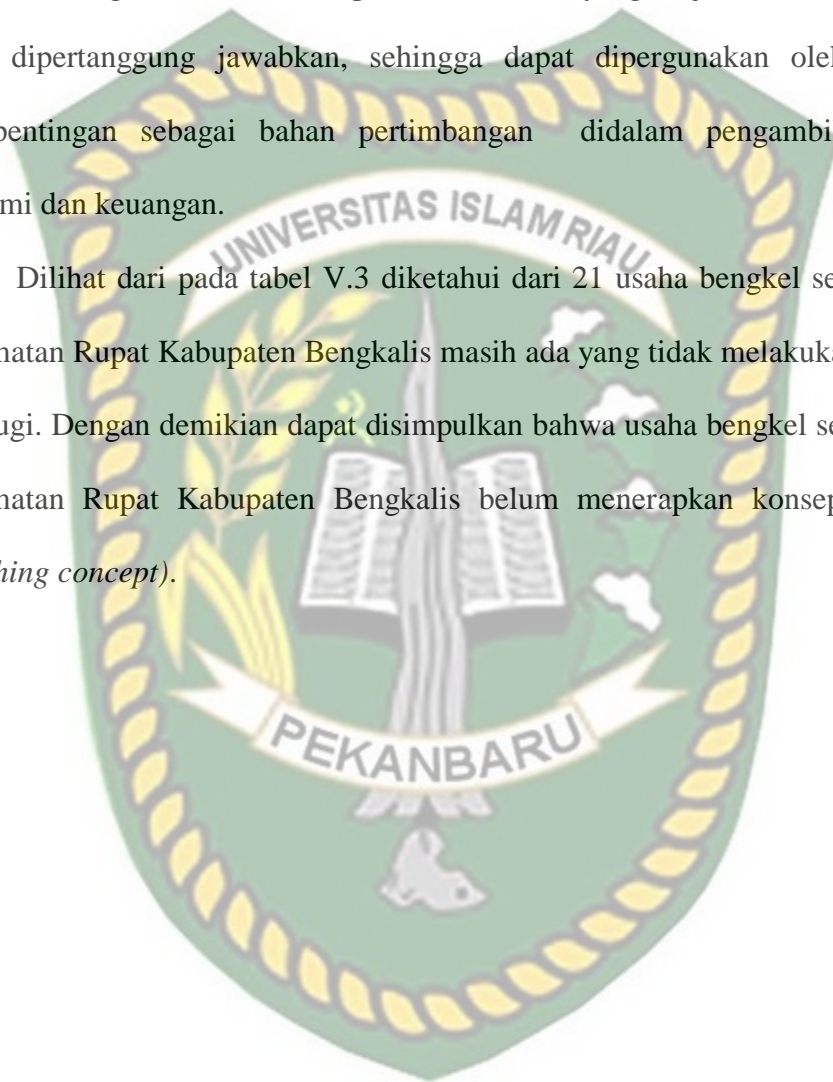 dipertanggung jawabkan, sehingga dapat dipergunakan oleh
pentingan sebagai bahan pertimbangan didalam pengambi
mi dan keuangan.
UNIVERSITAS ISLAM RIAU
Dilihat dari pada tabel V.3 diketahui dari 21 usaha bengkel se
matan Rupat Kabupaten Bengkalis masih ada yang tidak melakuka
ugi. Dengan demikian dapat disimpulkan bahwa usaha bengkel se
matan Rupat Kabupaten Bengkalis belum menerapkan konsep
hing concept).
PEKANBARU